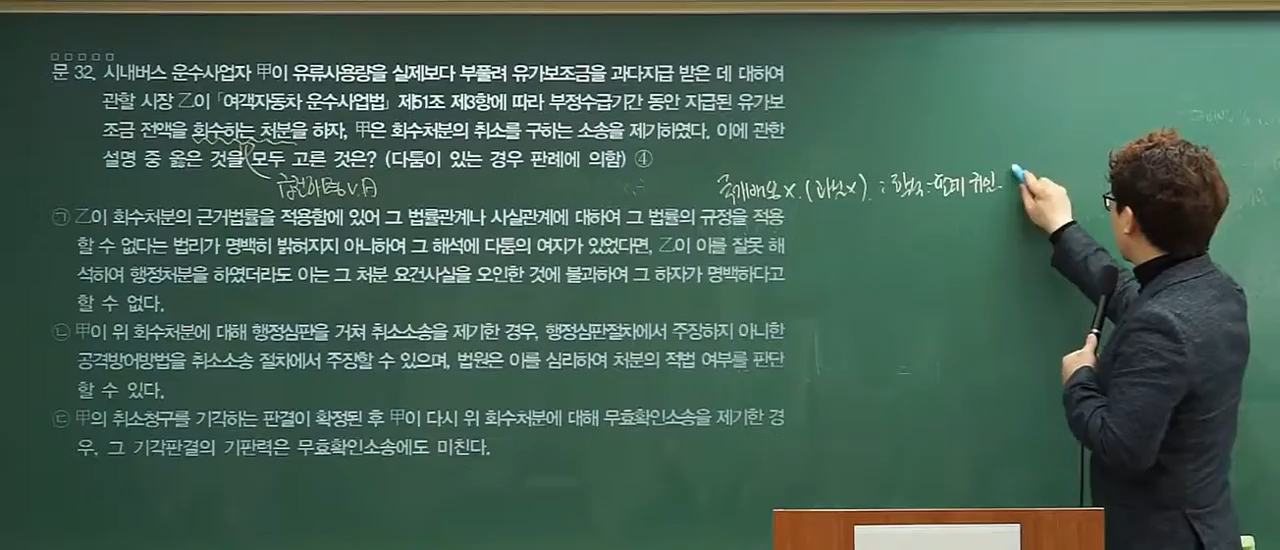 문 32. 시내버스 운수사업자 甲이 유류사용량을 실제보다 부풀려 유가보조금을 과다지급 받은 데 대하여
관할 시장 乙이 「여객자동차 운수사업법」 제51조 제3항에 따라 부정수급기간 동안 지급된 유가보
조금 전액을 회수하는 처분을 하자, 甲은 회수처분의 취소를 구하는 소송을 제기하였다. 이에 관한
설명 중 옳은 것을 모두 고른 것은? (다툼이 있는 경우 판례에 의함) ④
국가배상 X. (과실X).
㉠ 乙이 회수처분의 근거법률을 적용함에 있어 그 법률관계나 사실관계에 대하여 그 법률의 규정을 적용
할 수 없다는 법리가 명백히 밝혀지지 아니하여 그 해석에 다툼의 여지가 있었다면, 乙이 이를 잘못 해
석하여 행정처분을 하였더라도 이는 그 처분 요건사실을 오인한 것에 불과하여 그 하자가 명백하다고
할 수 없다.
㉡ 甲이 위 회수처분에 대해 행정심판을 거쳐 취소소송을 제기한 경우, 행정심판절차에서 주장하지 아니한
공격방어방법을 취소소송 절차에서 주장할 수 있으며, 법원은 이를 심리하여 처분의 적법 여부를 판단
할 수 있다.
㉢ 甲의 취소청구를 기각하는 판결이 확정된 후 甲이 다시 위 회수처분에 대해 무효확인소송을 제기한 경
우, 그 기각판결의 기판력은 무효확인소송에도 미친다.